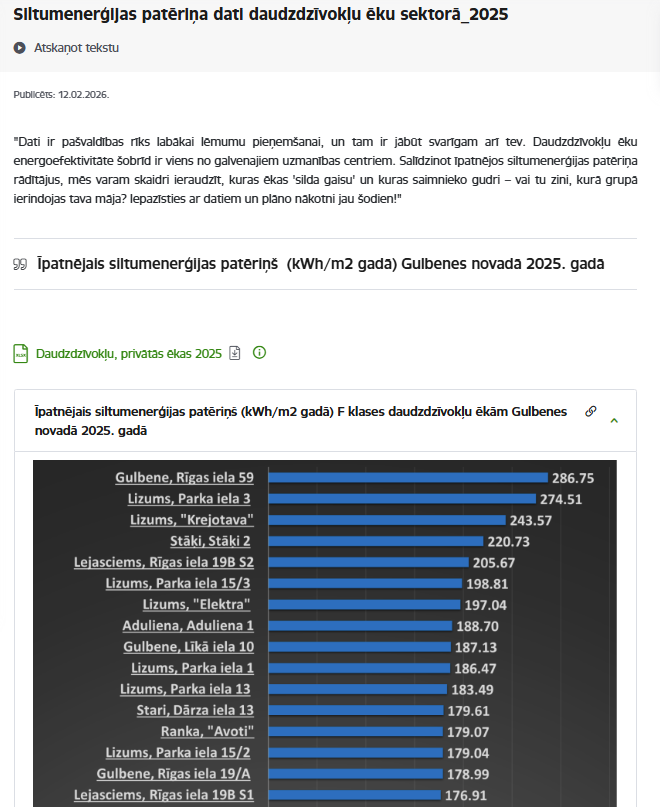 Siltumenerģijas patēriņa dati daudzdzīvokļu ēku sektorā_2025
Atskaņot tekstu
Publicēts: 12.02.2026.
"Dati ir pašvaldības rīks labākai lēmumu pieņemšanai, un tam ir jābūt svarīgam arī tev. Daudzdzīvokļu ēku
energoefektivitāte šobrīd ir viens no galvenajiem uzmanības centriem. Salīdzinot īpatnējos siltumenerģijas patēriņa
rādītājus, mēs varam skaidri ieraudzīt, kuras ēkas 'silda gaisu' un kuras saimnieko gudri – vai tu zini, kurā grupā
ierindojas tava māja? Iepazīsties ar datiem un plāno nākotni jau šodien!"
Īpatnējais siltumenerģijas patēriņš (kWh/m2 gadā) Gulbenes novadā 2025. gadā
XLSX Daudzdzīvokļu, privātās ēkas 2025
Īpatnējais siltumenerģijas patēriņš (kWh/m2 gadā) F klases daudzdzīvokļu ēkām Gulbenes
novadā 2025. gadā
Gulbene, Rīgas iela 59 286.75
Lizums, Parka iela 3 274.51
Lizums, "Krejotava" 243.57
Stāķi, Stāķi 2 220.73
Lejasciems, Rīgas iela 19B S2 205.67
Lizums, Parka iela 15/3 198.81
Lizums, "Elektra" 197.04
Aduliena, Aduliena 1 188.70
Gulbene, Līkā iela 10 187.13
Lizums, Parka iela 1 186.47
Lizums, Parka iela 13 183.49
Stari, Dārza iela 13 179.61
Ranka, "Avoti" 179.07
Lizums, Parka iela 15/2 179.04
Gulbene, Rīgas iela 19/A 178.99
Lejasciems, Rīgas iela 19B S1 176.91